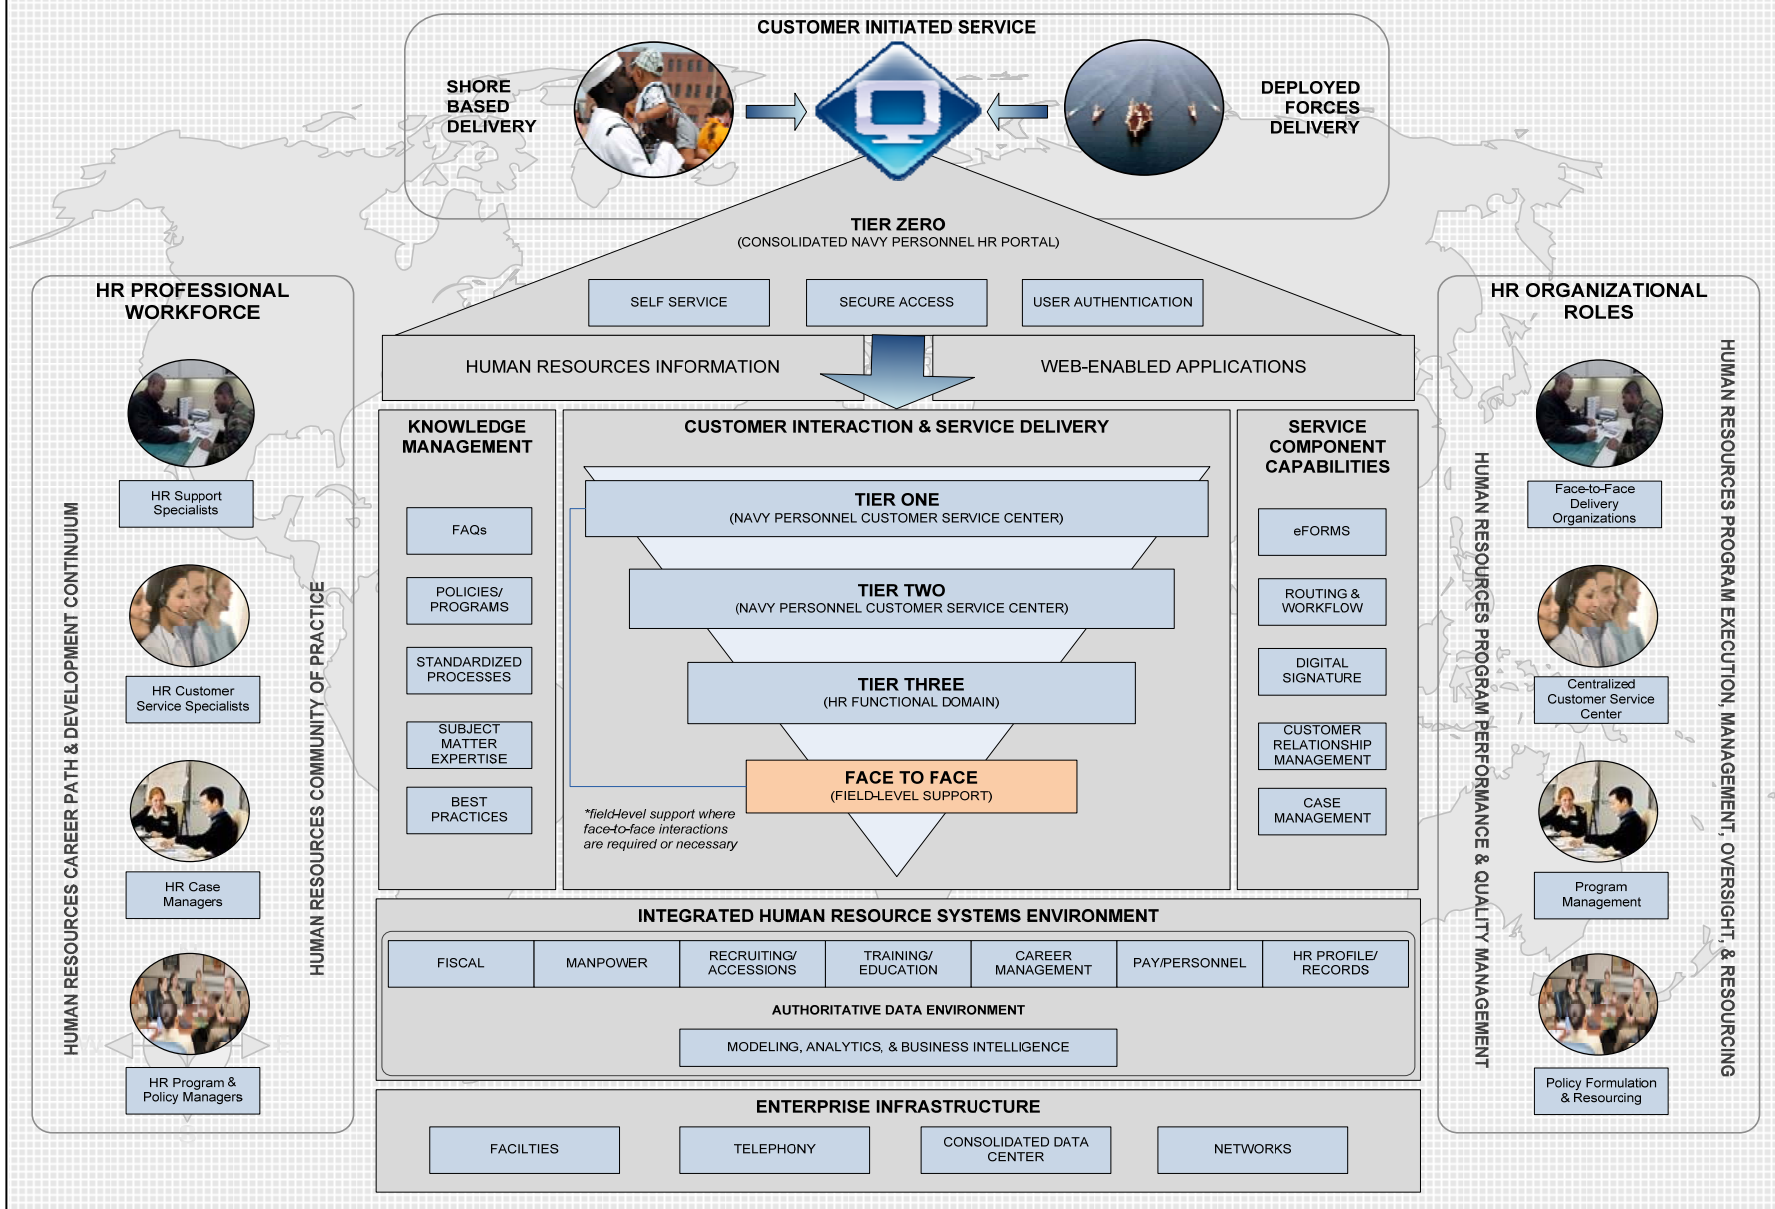 CUSTOMER INITIATED SERVICE
SHORE
BASED
DELIVERY
DEPLOYED
FORCES
DELIVERY
TIER ZERO
(CONSOLIDATED NAVY PERSONNEL HR PORTAL)
SELF SERVICE
SECURE ACCESS
USER AUTHENTICATION
HUMAN RESOURCES INFORMATION
WEB-ENABLED APPLICATIONS
HR PROFESSIONAL
WORKFORCE
HR Support
Specialists
HR Customer
Service Specialists
HR Case
Managers
HR Program &
Policy Managers
HUMAN RESOURCES CAREER PATH & DEVELOPMENT CONTINUUM
HUMAN RESOURCES COMMUNITY OF PRACTICE
KNOWLEDGE
MANAGEMENT
FAQs
POLICIES/
PROGRAMS
STANDARDIZED
PROCESSES
SUBJECT
MATTER
EXPERTISE
BEST
PRACTICES
CUSTOMER INTERACTION & SERVICE DELIVERY
TIER ONE
(NAVY PERSONNEL CUSTOMER SERVICE CENTER)
TIER TWO
(NAVY PERSONNEL CUSTOMER SERVICE CENTER)
TIER THREE
(HR FUNCTIONAL DOMAIN)
FACE TO FACE
(FIELD-LEVEL SUPPORT)
*field-level support where
face-to-face interactions
are required or necessary
SERVICE
COMPONENT
CAPABILITIES
eFORMS
ROUTING &
WORKFLOW
DIGITAL
SIGNATURE
CUSTOMER
RELATIONSHIP
MANAGEMENT
CASE
MANAGEMENT
HR ORGANIZATIONAL
ROLES
Face-to-Face
Delivery
Organizations
Centralized
Customer Service
Center
Program
Management
Policy Formulation
& Resourcing
HUMAN RESOURCES PROGRAM PERFORMANCE & QUALITY MANAGEMENT
HUMAN RESOURCES PROGRAM EXECUTION, MANAGEMENT, OVERSIGHT, & RESOURCING
INTEGRATED HUMAN RESOURCE SYSTEMS ENVIRONMENT
FISCAL
MANPOWER
RECRUITING/
ACCESSIONS
TRAINING/
EDUCATION
CAREER
MANAGEMENT
PAY/PERSONNEL
HR PROFILE/
RECORDS
AUTHORITATIVE DATA ENVIRONMENT
MODELING, ANALYTICS, & BUSINESS INTELLIGENCE
ENTERPRISE INFRASTRUCTURE
FACILTIES
TELEPHONY
CONSOLIDATED DATA
CENTER
NETWORKS